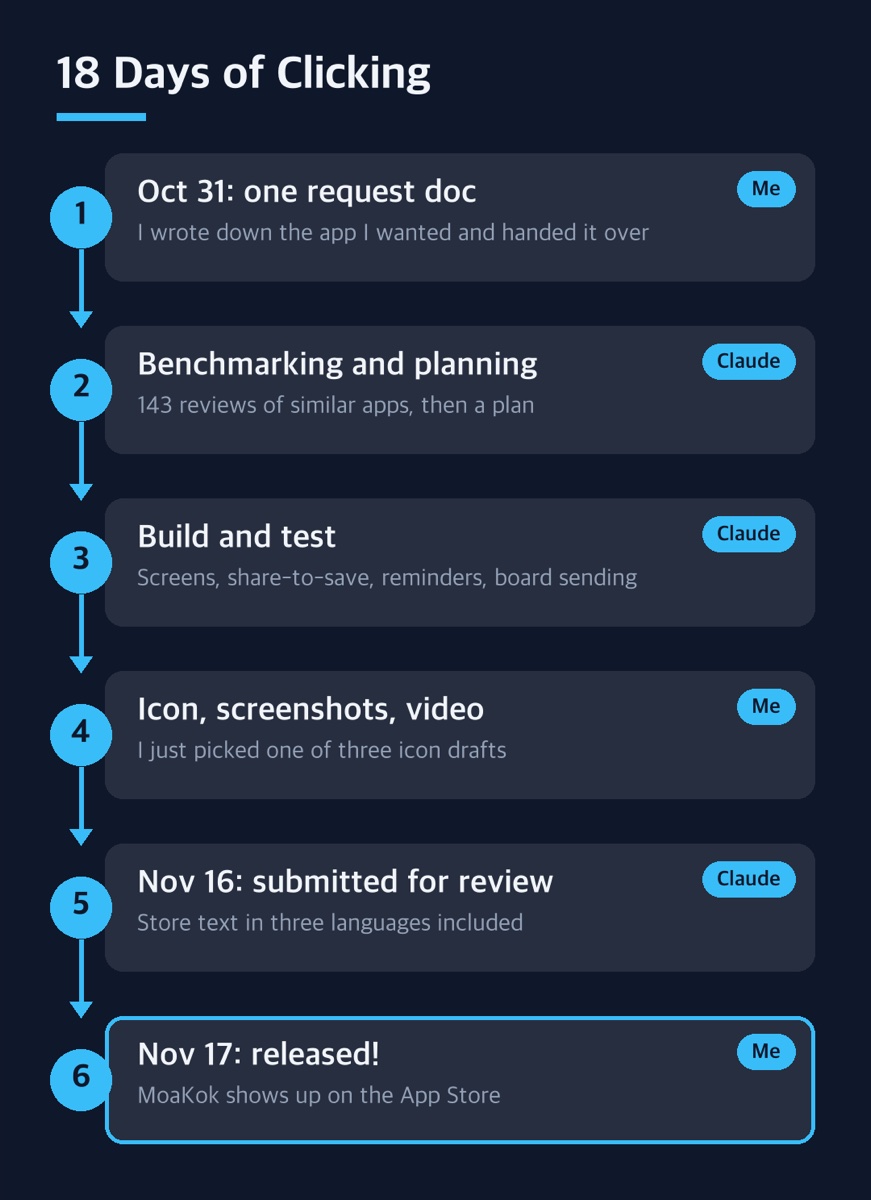 18 Days of Clicking
1
Oct 31: one request doc
Me
I wrote down the app I wanted and handed it over
2
Benchmarking and planning
Claude
143 reviews of similar apps, then a plan
3
Build and test
Claude
Screens, share-to-save, reminders, board sending
4
Icon, screenshots, video
Me
I just picked one of three icon drafts
5
Nov 16: submitted for review
Claude
Store text in three languages included
6
Nov 17: released!
Me
MoaKok shows up on the App Store